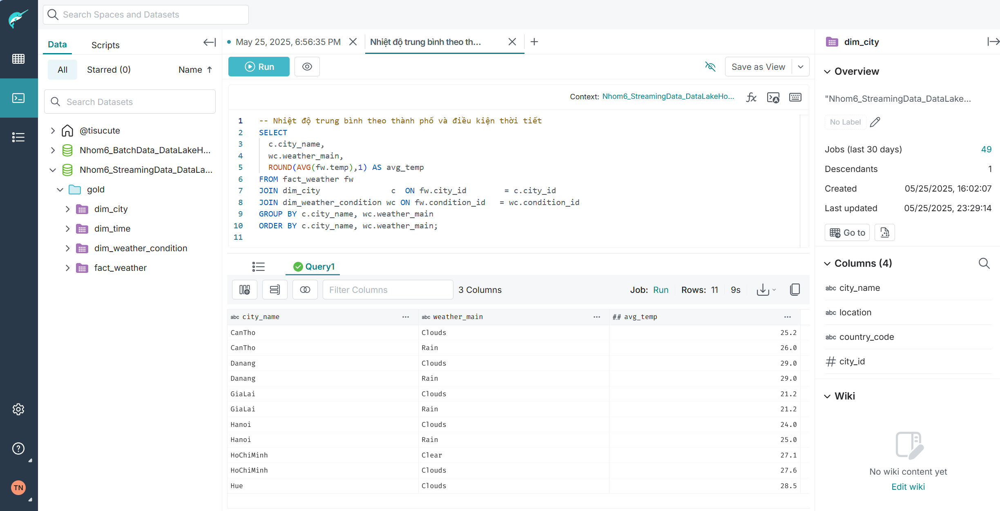 Search Spaces and Datasets
Data
Scripts
All
Starred (0)
Name
Search Datasets
@tisucute
Nhom6_BatchData_DataLakeH...
Nhom6_StreamingData_DataLa...
gold
dim_city
dim_time
dim_weather_condition
fact_weather
TN
May 25, 2025, 6:56:35 PM
Nhiệt độ trung bình theo th...
Run
Save as View
Context: Nhom6_StreamingData_DataLakeHo...
1 -- Nhiệt độ trung bình theo thành phố và điều kiện thời tiết
2 SELECT
3 c.city_name,
4 wc.weather_main,
5 ROUND(AVG(fw.temp),1) AS avg_temp
6 FROM fact_weather fw
7 JOIN dim_city c ON fw.city_id = c.city_id
8 JOIN dim_weather_condition wc ON fw.condition_id = wc.condition_id
9 GROUP BY c.city_name, wc.weather_main
10 ORDER BY c.city_name, wc.weather_main;
11
Query1
Filter Columns
3 Columns
Job: Run
Rows: 11
9s
abc city_name ... abc weather_main ... ## avg_temp ...
CanTho Clouds 25.2
CanTho Rain 26.0
Danang Clouds 29.0
Danang Rain 29.0
GiaLai Clouds 21.2
GiaLai Rain 21.2
Hanoi Clouds 24.0
Hanoi Rain 25.0
HoChiMinh Clear 27.1
HoChiMinh Clouds 27.6
Hue Clouds 28.5
dim_city
Overview
"Nhom6_StreamingData_DataLake...
No Label
Jobs (last 30 days) 49
Descendants 1
Created 05/25/2025, 16:02:07
Last updated 05/25/2025, 23:29:14
Go to
Columns (4)
abc city_name
abc location
abc country_code
# city_id
Wiki
No wiki content yet
Edit wiki